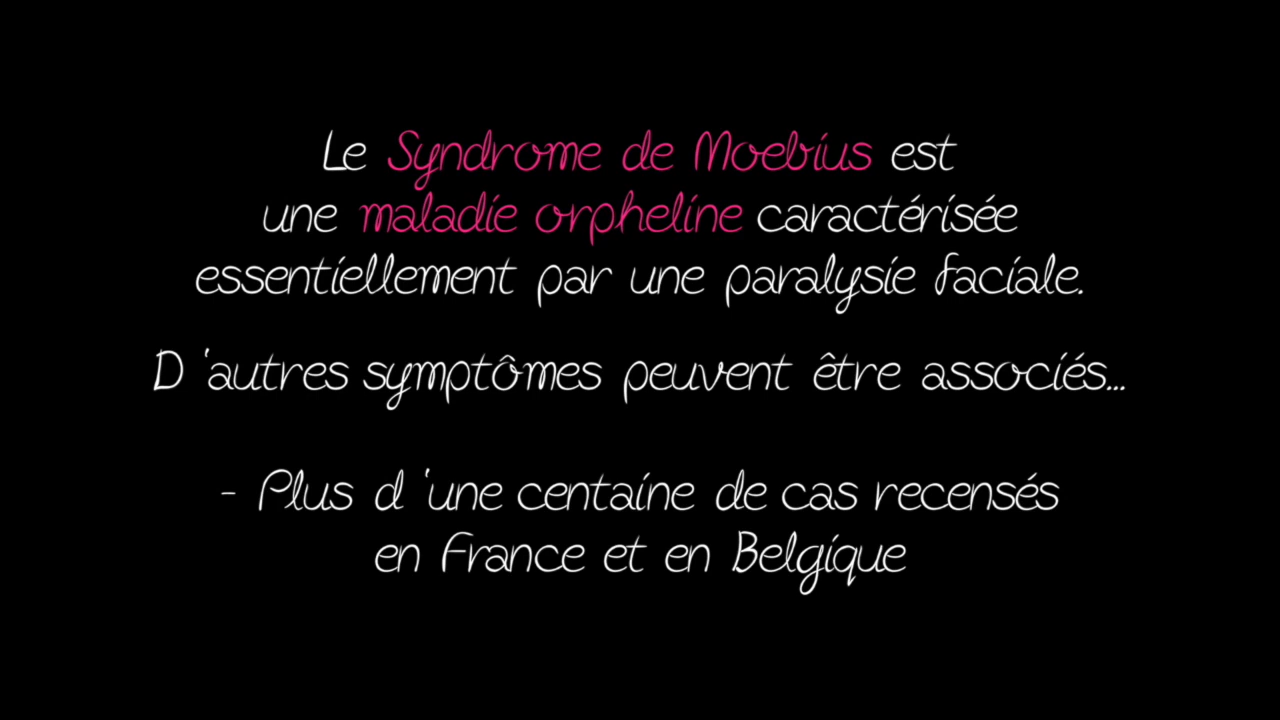 Le Syndrome de Moebius est
une maladie orpheline caractérisée
essentiellement par une paralysie faciale.
D 'autres symptômes peuvent être associés...
- Plus d 'une centaine de cas recensés
en France et en Belgique